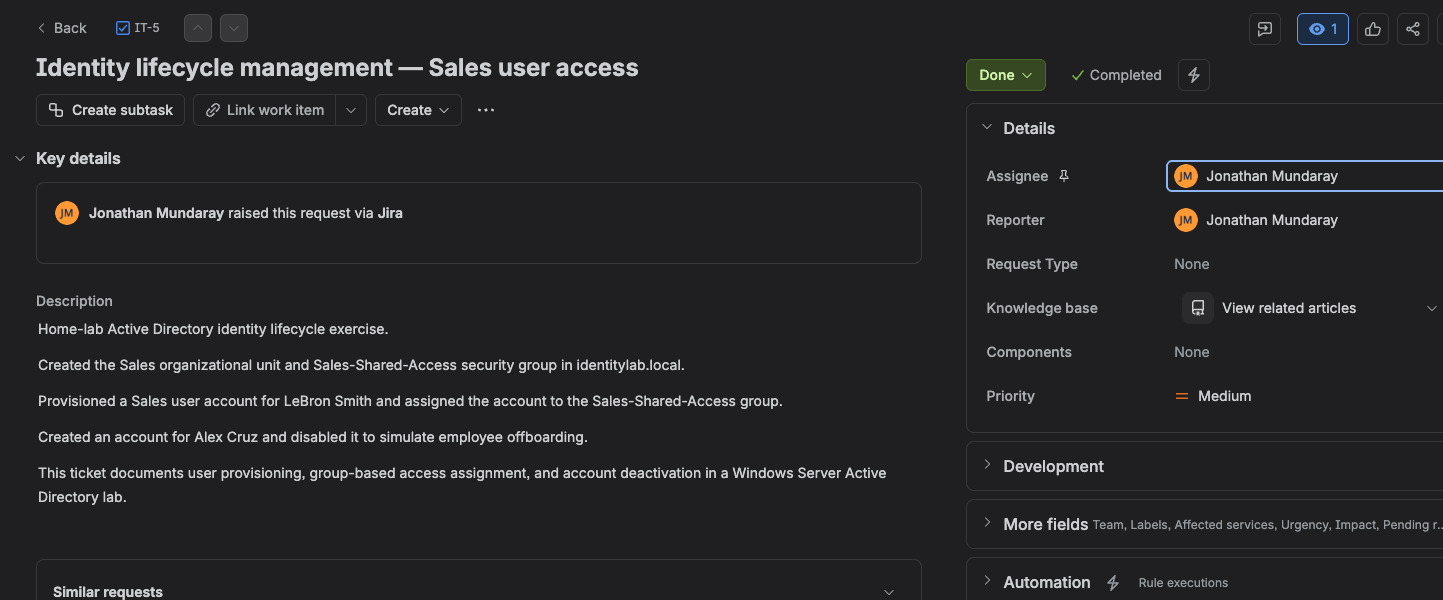 Back
IT-5
1
Identity lifecycle management — Sales user access
Done
Completed
Create subtask
Link work item
Create
Details
Key details
Assignee
JM
Jonathan Mundaray
JM
Jonathan Mundaray raised this request via Jira
Reporter
JM
Jonathan Mundaray
Request Type
None
Description
Knowledge base
View related articles
Home-lab Active Directory identity lifecycle exercise.
Created the Sales organizational unit and Sales-Shared-Access security group in identitylab.local.
Components
None
Provisioned a Sales user account for LeBron Smith and assigned the account to the Sales-Shared-Access group.
Priority
Medium
Created an account for Alex Cruz and disabled it to simulate employee offboarding.
This ticket documents user provisioning, group-based access assignment, and account deactivation in a Windows Server Active
Directory lab.
Development
More fields Team, Labels, Affected services, Urgency, Impact, Pending r...
Similar requests
Automation
Rule executions